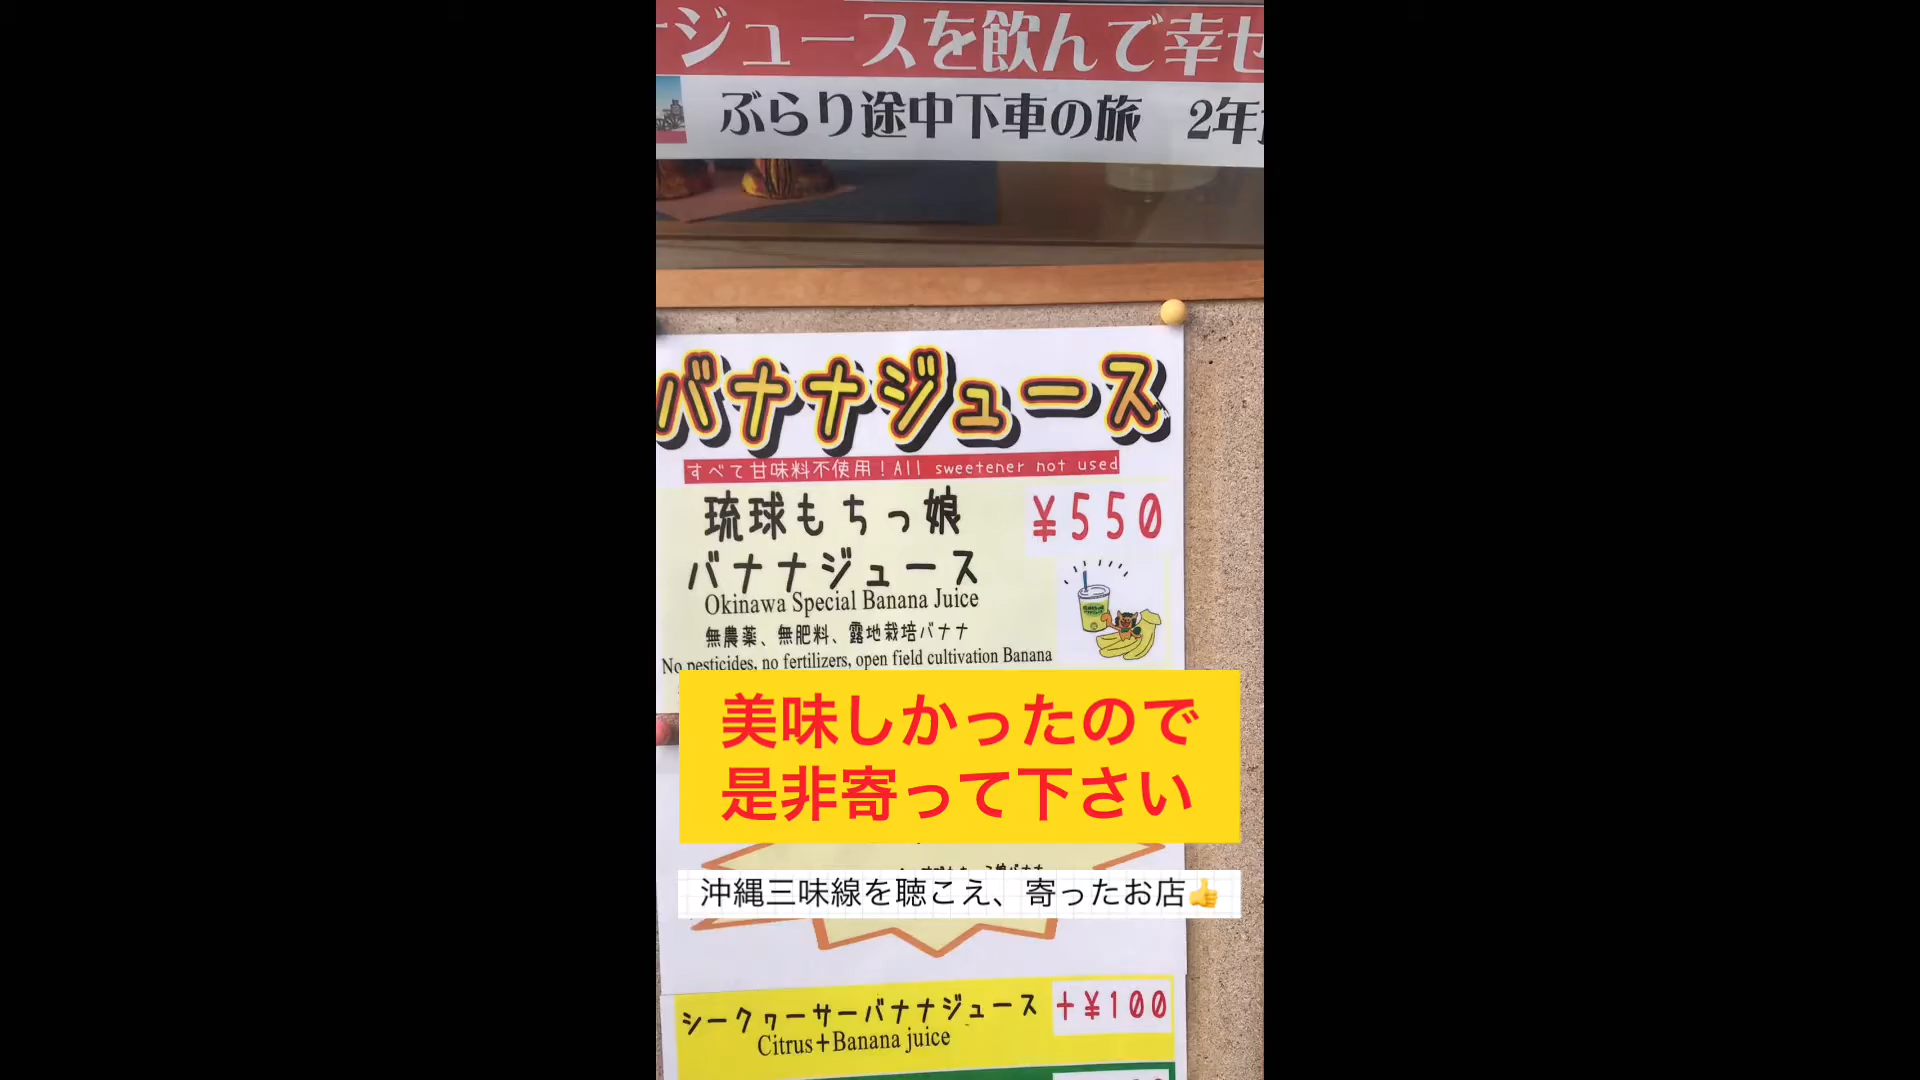 ジュースを飲んで幸せ
ぶらり途中下車の旅 2年
バナナジュース
すべて甘味料不使用！All sweetener not used
琉球もちっ娘 ¥550
バナナジュース
Okinawa Special Banana Juice
無農薬、無肥料、露地栽培バナナ
No pesticides, no fertilizers, open field cultivation Banana
美味しかったので
是非寄って下さい
沖縄三味線を聴こえ、寄ったお店👍
シークヮーサーバナナジュース +¥100
Citrus+Banana juice